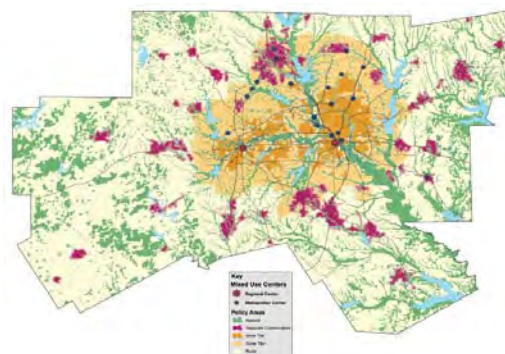 Key
Mixed Use Centers
Regional Center
Metropolitan Center
Policy Areas
Natural
Separate Communities
Inner Tier
Outer Tier
Rural